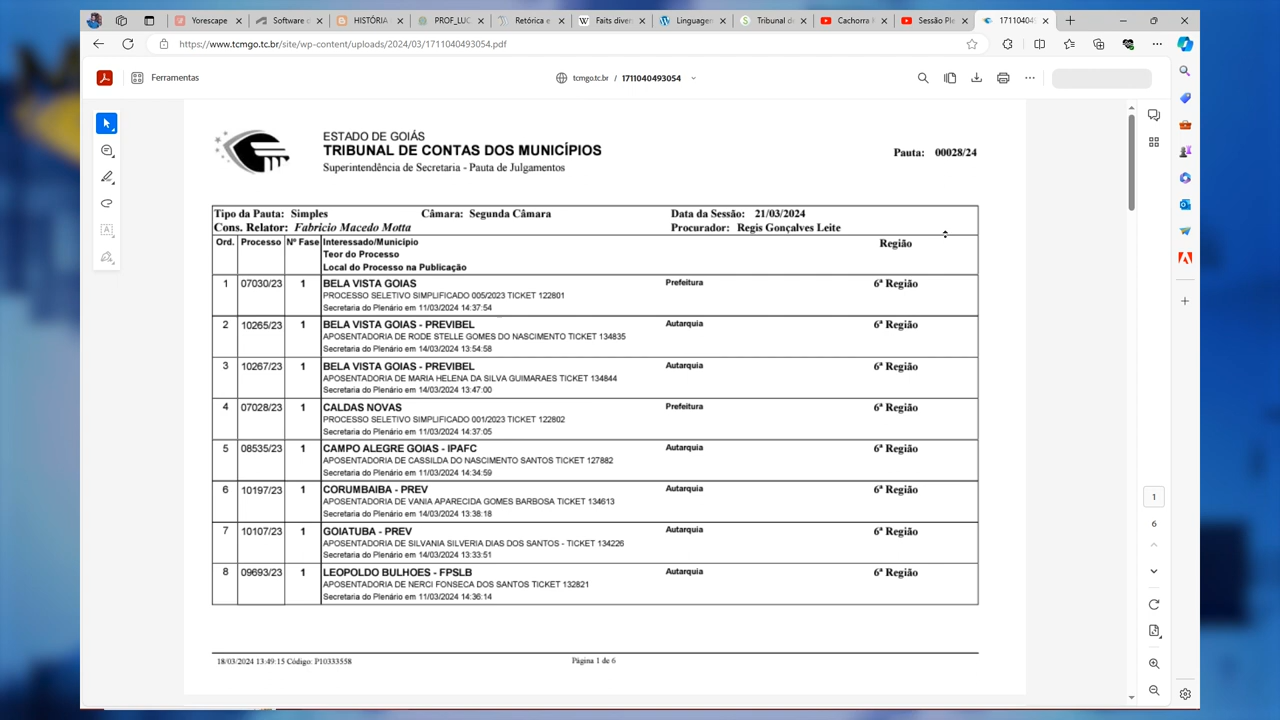 Yorescape
Software e
HISTÓRIA
PROF_LUC
Retórica e
Faits diver
Linguagem
Tribunal d
Cachorra
Sessão Ple
17110404
https://www.tcmgo.tc.br/site/wp-content/uploads/2024/03/1711040493054.pdf
Ferramentas
tcmgo.tc.br / 1711040493054
ESTADO DE GOIÁS
TRIBUNAL DE CONTAS DOS MUNICÍPIOS
Superintendência de Secretaria - Pauta de Julgamentos
Pauta: 00028/24
Tipo da Pauta: Simples Câmara: Segunda Câmara Data da Sessão: 21/03/2024
Cons. Relator: Fabricio Macedo Motta Procurador: Regis Gonçalves Leite
Ord. Processo Nº Fase Interessado/Município Região
Teor do Processo
Local do Processo na Publicação
1 07030/23 1 BELA VISTA GOIAS Prefeitura 6ª Região
PROCESSO SELETIVO SIMPLIFICADO 005/2023 TICKET 122801
Secretaria do Plenário em 11/03/2024 14:37:54
2 10265/23 1 BELA VISTA GOIAS - PREVIBEL Autarquia 6ª Região
APOSENTADORIA DE RODE STELLE GOMES DO NASCIMENTO TICKET 134835
Secretaria do Plenário em 14/03/2024 13:54:58
3 10267/23 1 BELA VISTA GOIAS - PREVIBEL Autarquia 6ª Região
APOSENTADORIA DE MARIA HELENA DA SILVA GUIMARAES TICKET 134844
Secretaria do Plenário em 14/03/2024 13:47:00
4 07028/23 1 CALDAS NOVAS Prefeitura 6ª Região
PROCESSO SELETIVO SIMPLIFICADO 001/2023 TICKET 122802
Secretaria do Plenário em 11/03/2024 14:37:05
5 08535/23 1 CAMPO ALEGRE GOIAS - IPAFC Autarquia 6ª Região
APOSENTADORIA DE CASSILDA DO NASCIMENTO SANTOS TICKET 127882
Secretaria do Plenário em 11/03/2024 14:34:59
6 10197/23 1 CORUMBAIBA - PREV Autarquia 6ª Região
APOSENTADORIA DE VANIA APARECIDA GOMES BARBOSA TICKET 134613
Secretaria do Plenário em 14/03/2024 13:38:18
7 10107/23 1 GOIATUBA - PREV Autarquia 6ª Região
APOSENTADORIA DE SILVANIA SILVERIA DIAS DOS SANTOS - TICKET 134226
Secretaria do Plenário em 14/03/2024 13:33:51
8 09693/23 1 LEOPOLDO BULHOES - FPSLB Autarquia 6ª Região
APOSENTADORIA DE NERCI FONSECA DOS SANTOS TICKET 132821
Secretaria do Plenário em 11/03/2024 14:36:14
18/03/2024 13:49:15 Código: P10333558 Página 1 de 6
1
6